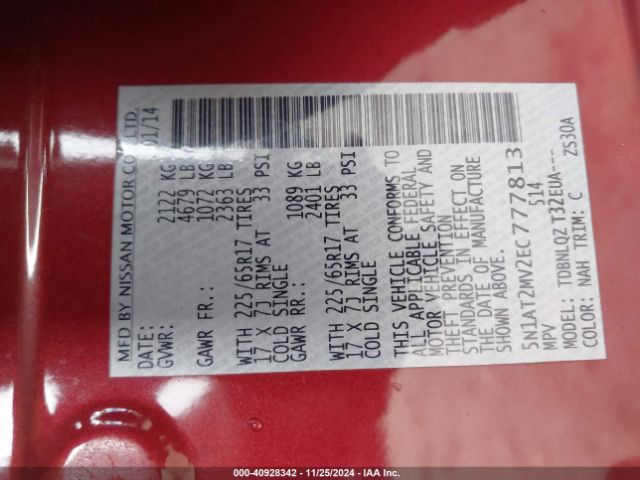 MFD BY NISSAN MOTOR CO., LTD.
DATE: 01/14
GVWR: 2122 KG
4679 LB
GAWR FR.: 1072 KG
2363 LB
WITH 225/65R17 TIRES
17 X 7J RIMS AT 33 PSI
COLD SINGLE
GAWR RR.: 1089 KG
2401 LB
WITH 225/65R17 TIRES
17 X 7J RIMS AT 33 PSI
COLD SINGLE
THIS VEHICLE CONFORMS TO
ALL APPLICABLE FEDERAL
MOTOR VEHICLE SAFETY AND
THEFT PREVENTION
STANDARDS IN EFFECT ON
THE DATE OF MANUFACTURE
SHOWN ABOVE.
5N1AT2MV2EC777813
MPV 514
MODEL: TDBNLQZ T32EUA---
COLOR: NAH TRIM: C ZS30A
000-40928342 - 11/25/2024 - IAA Inc.